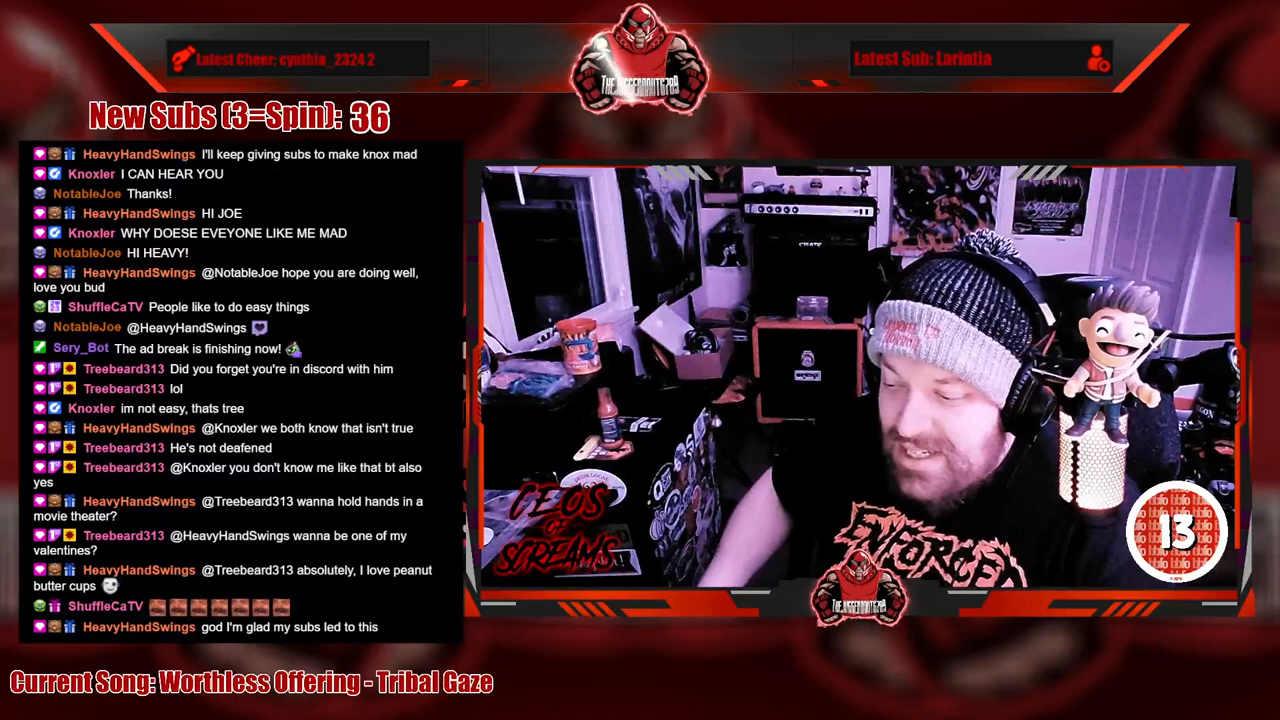 Latest Cheer: cynthia_2324 2
THEJUGGERNAUT6789
Latest Sub: Larintia
New Subs (3=Spin): 36
HeavyHandSwings I'll keep giving subs to make knox mad
Knoxler I CAN HEAR YOU
NotableJoe Thanks!
HeavyHandSwings HI JOE
Knoxler WHY DOESE EVEYONE LIKE ME MAD
NotableJoe HI HEAVY!
HeavyHandSwings @NotableJoe hope you are doing well,
love you bud
ShuffleCaTV People like to do easy things
NotableJoe @HeavyHandSwings
Sery_Bot The ad break is finishing now!
Treebeard313 Did you forget you're in discord with him
Treebeard313 lol
Knoxler im not easy, thats tree
HeavyHandSwings @Knoxler we both know that isn't true
Treebeard313 He's not deafened
Treebeard313 @Knoxler you don't know me like that bt also
yes
HeavyHandSwings @Treebeard313 wanna hold hands in a
movie theater?
Treebeard313 @HeavyHandSwings wanna be one of my
valentines?
HeavyHandSwings @Treebeard313 absolutely, I love peanut
butter cups
ShuffleCaTV
HeavyHandSwings god I'm glad my subs led to this
CRATE
CEO'S
OF
SCREAMS
ENFORCED
13
Current Song: Worthless Offering - Tribal Gaze